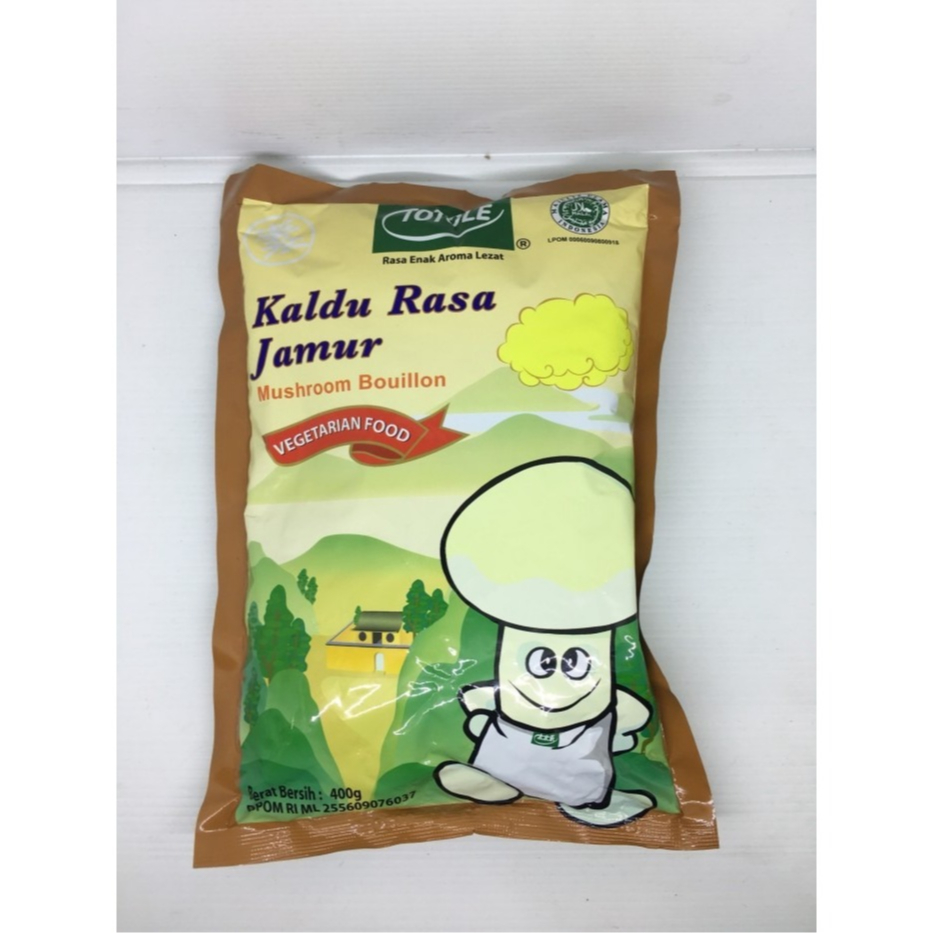 TOTOLE
®
Rasa Enak Aroma Lezat
LPOM 00060090800916
Kaldu Rasa
Jamur
Mushroom Bouillon
VEGETARIAN FOOD
Berat Bersih : 400g
BPOM RI ML 255609076037